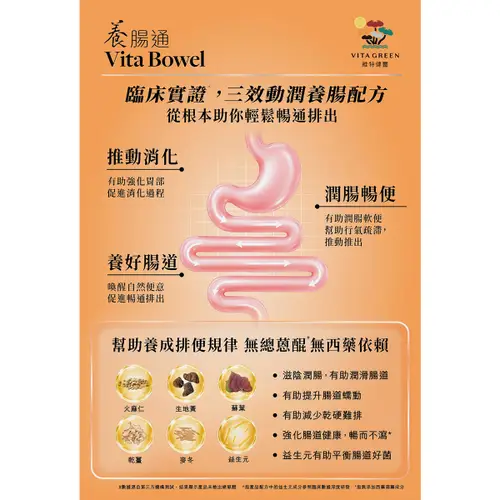 養腸通
Vita Bowel
VITA GREEN
維特健靈
臨床實證^，三效動潤養腸配方
從根本助你輕鬆暢通排出
推動消化
有助強化胃部
促進消化過程
潤腸暢便
有助潤腸軟便
幫助行氣疏滯，
推動推出
養好腸道
喚醒自然便意
促進暢通排出
幫助養成排便規律 無總蒽醌 無西藥依賴
火麻仁
生地黃
蘇葉
乾薑
麥冬
益生元
• 滋陰潤腸，有助潤滑腸道
• 有助提升腸道蠕動
• 有助減少乾硬難排
• 強化腸道健康，暢而不瀉*
• 益生元有助平衡腸道好菌